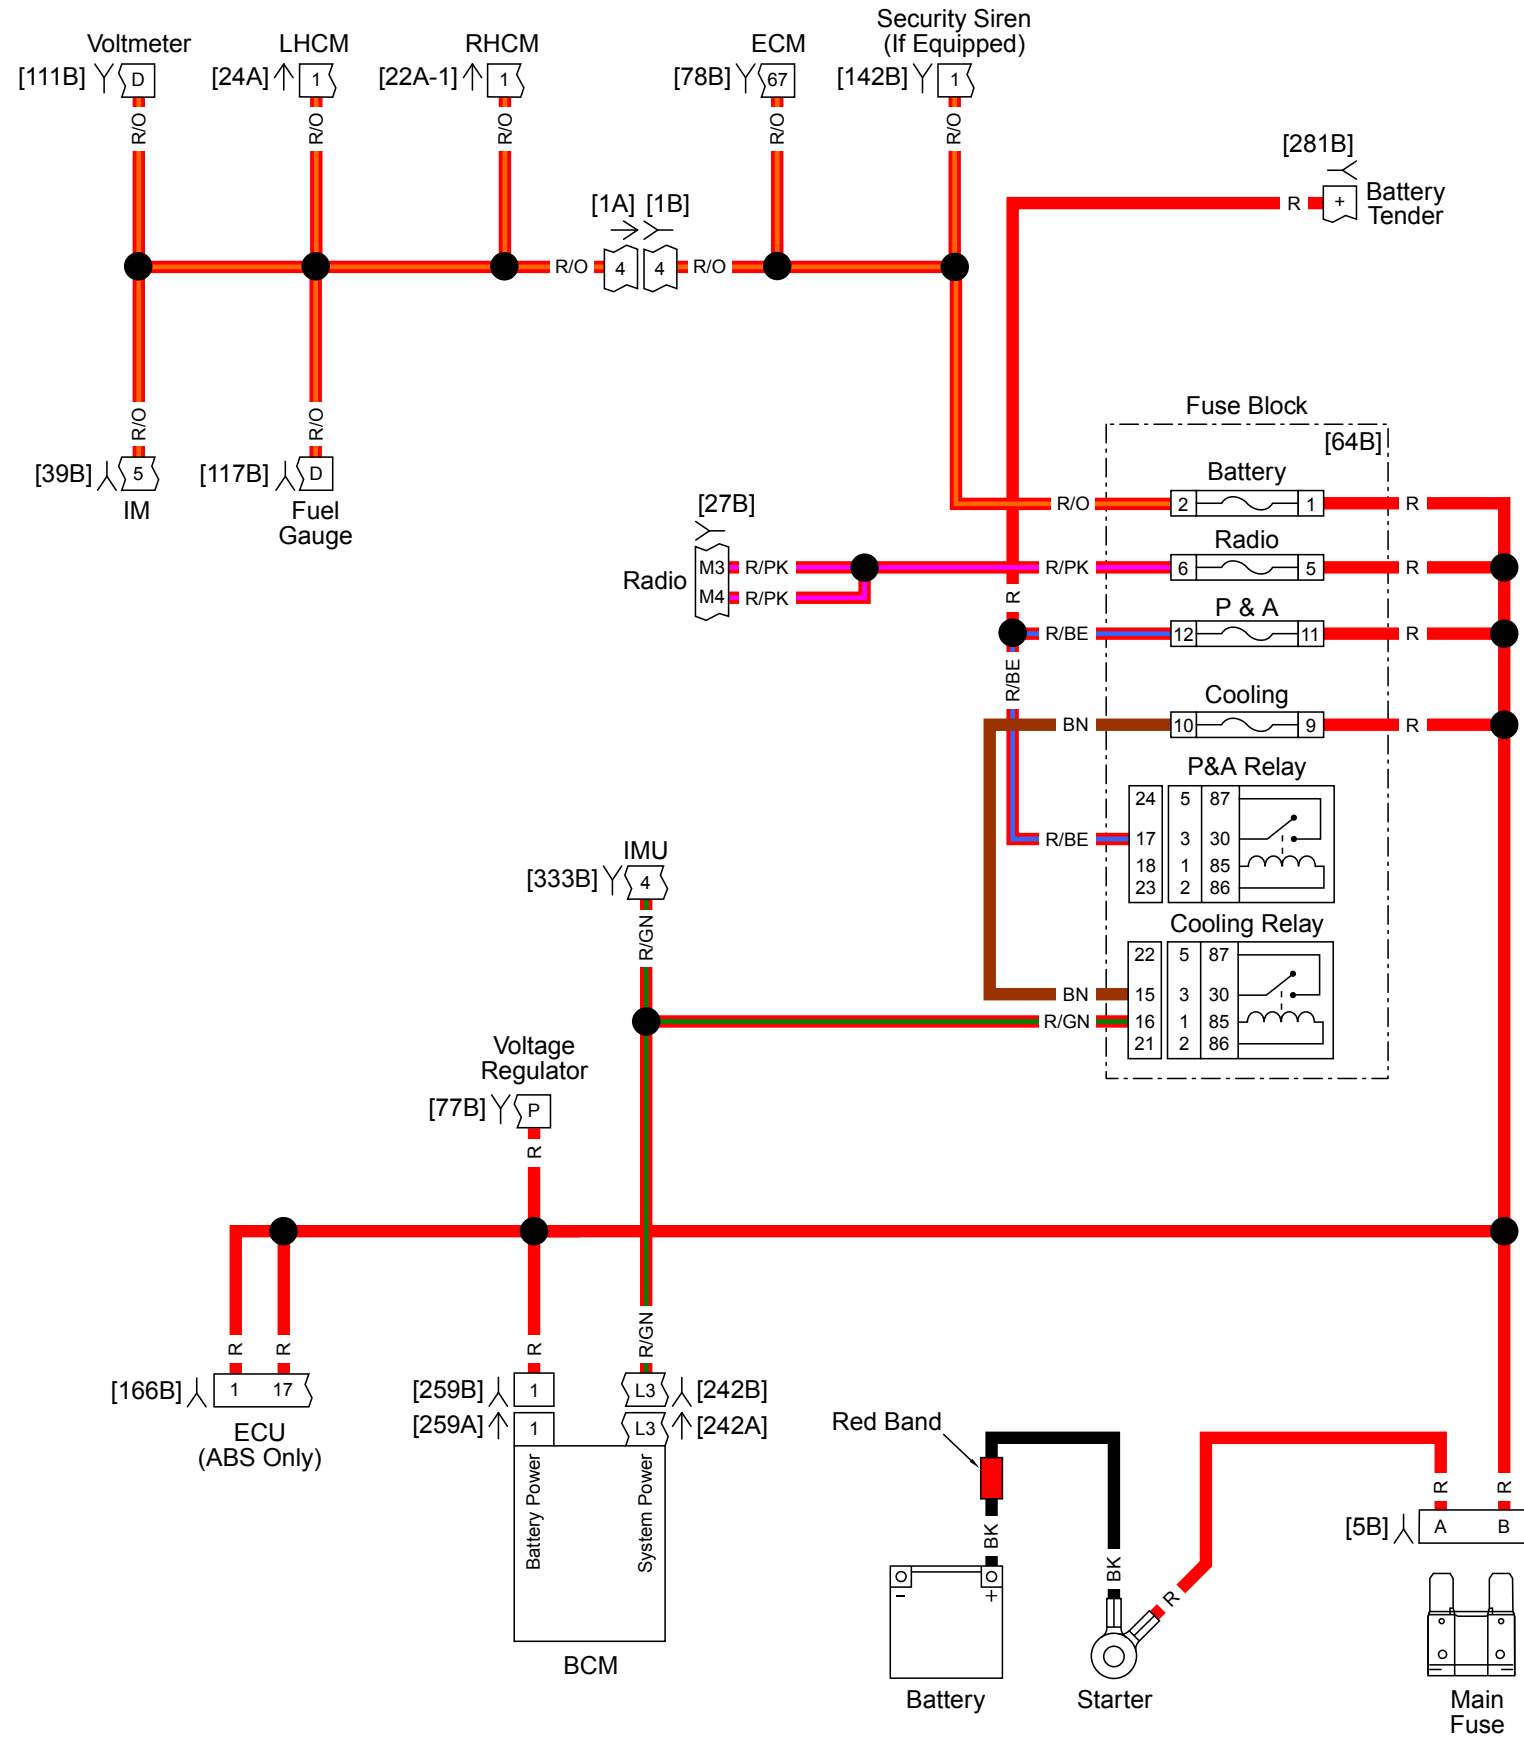 Security Siren
(If Equipped)
Voltmeter
LHCM
RHCM
ECM
[111B]
D
[24A]
1
[22A-1]
1
[78B]
67
[142B]
1
R/O
R/O
R/O
R/O
R/O
[281B]
+
Battery
Tender
R
[1A]
[1B]
R/O
4
4
R/O
R/O
R/O
[39B]
5
IM
[117B]
D
Fuel
Gauge
Fuse Block
[64B]
Battery
R/O
2
1
R
[27B]
Radio
Radio
M3
R/PK
R/PK
6
5
R
M4
R/PK
R
P & A
R/BE
12
11
R
R/BE
Cooling
BN
10
9
R
P&A Relay
24
5
87
R/BE
17
3
30
18
1
85
23
2
86
IMU
[333B]
4
R/GN
Cooling Relay
22
5
87
BN
15
3
30
R/GN
16
1
85
21
2
86
Voltage
Regulator
[77B]
P
R
R
R
R
R/GN
[166B]
1
17
ECU
(ABS Only)
[259B]
1
L3
[242B]
[259A]
1
L3
[242A]
Battery Power
System Power
BCM
Red Band
BK
BK
R
R
R
[5B]
A
B
-
+
Battery
Starter
Main
Fuse